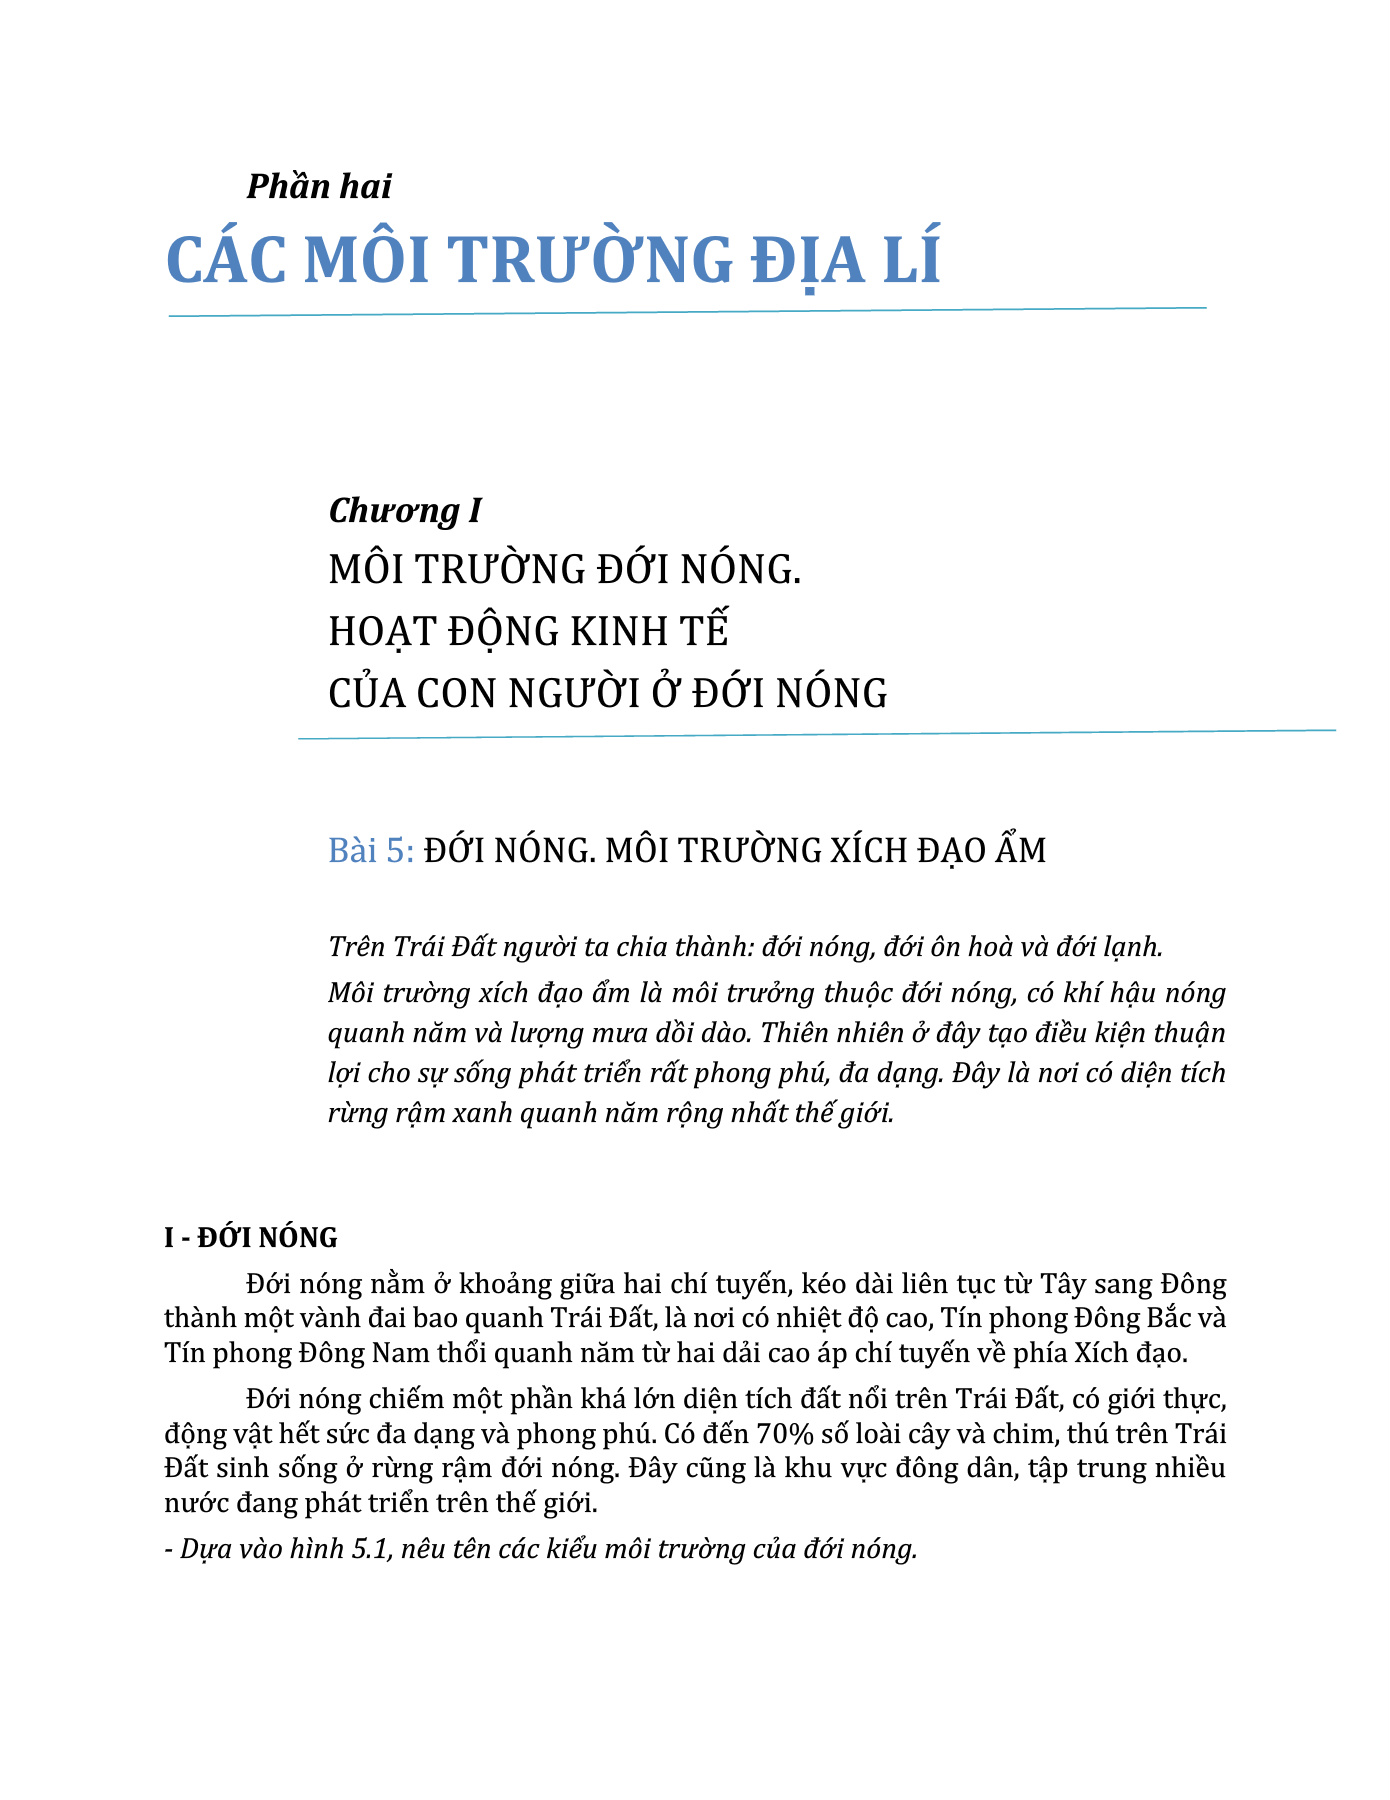 Phần hai
CÁC MÔI TRƯỜNG ĐỊA LÍ
Chương I
MÔI TRƯỜNG ĐỚI NÓNG.
HOẠT ĐỘNG KINH TẾ
CỦA CON NGƯỜI Ở ĐỚI NÓNG
Bài 5: ĐỚI NÓNG. MÔI TRƯỜNG XÍCH ĐẠO ẨM
Trên Trái Đất người ta chia thành: đới nóng, đới ôn hoà và đới lạnh.
Môi trường xích đạo ẩm là môi trưởng thuộc đới nóng, có khí hậu nóng
quanh năm và lượng mưa dồi dào. Thiên nhiên ở đây tạo điều kiện thuận
lợi cho sự sống phát triển rất phong phú, đa dạng. Đây là nơi có diện tích
rừng rậm xanh quanh năm rộng nhất thế giới.
I - ĐỚI NÓNG
Đới nóng nằm ở khoảng giữa hai chí tuyến, kéo dài liên tục từ Tây sang Đông
thành một vành đai bao quanh Trái Đất, là nơi có nhiệt độ cao, Tín phong Đông Bắc và
Tín phong Đông Nam thổi quanh năm từ hai dải cao áp chí tuyến về phía Xích đạo.
Đới nóng chiếm một phần khá lớn diện tích đất nổi trên Trái Đất, có giới thực,
động vật hết sức đa dạng và phong phú. Có đến 70% số loài cây và chim, thú trên Trái
Đất sinh sống ở rừng rậm đới nóng. Đây cũng là khu vực đông dân, tập trung nhiều
nước đang phát triển trên thế giới.
- Dựa vào hình 5.1, nêu tên các kiểu môi trường của đới nóng.